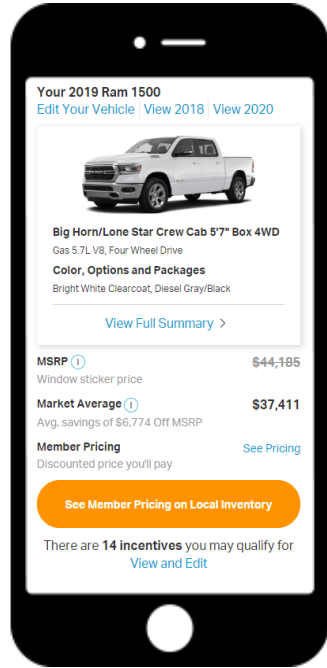 Your 2019 Ram 1500
Edit Your Vehicle | View 2018 | View 2020
Big Horn/Lone Star Crew Cab 5'7" Box 4WD
Gas 5.7L V8, Four Wheel Drive
Color, Options and Packages
Bright White Clearcoat, Diesel Gray/Black
View Full Summary >
MSRP i $44,185
Window sticker price
Market Average i $37,411
Avg. savings of $6,774 Off MSRP
Member Pricing See Pricing
Discounted price you'll pay
See Member Pricing on Local Inventory
There are 14 incentives you may qualify for
View and Edit